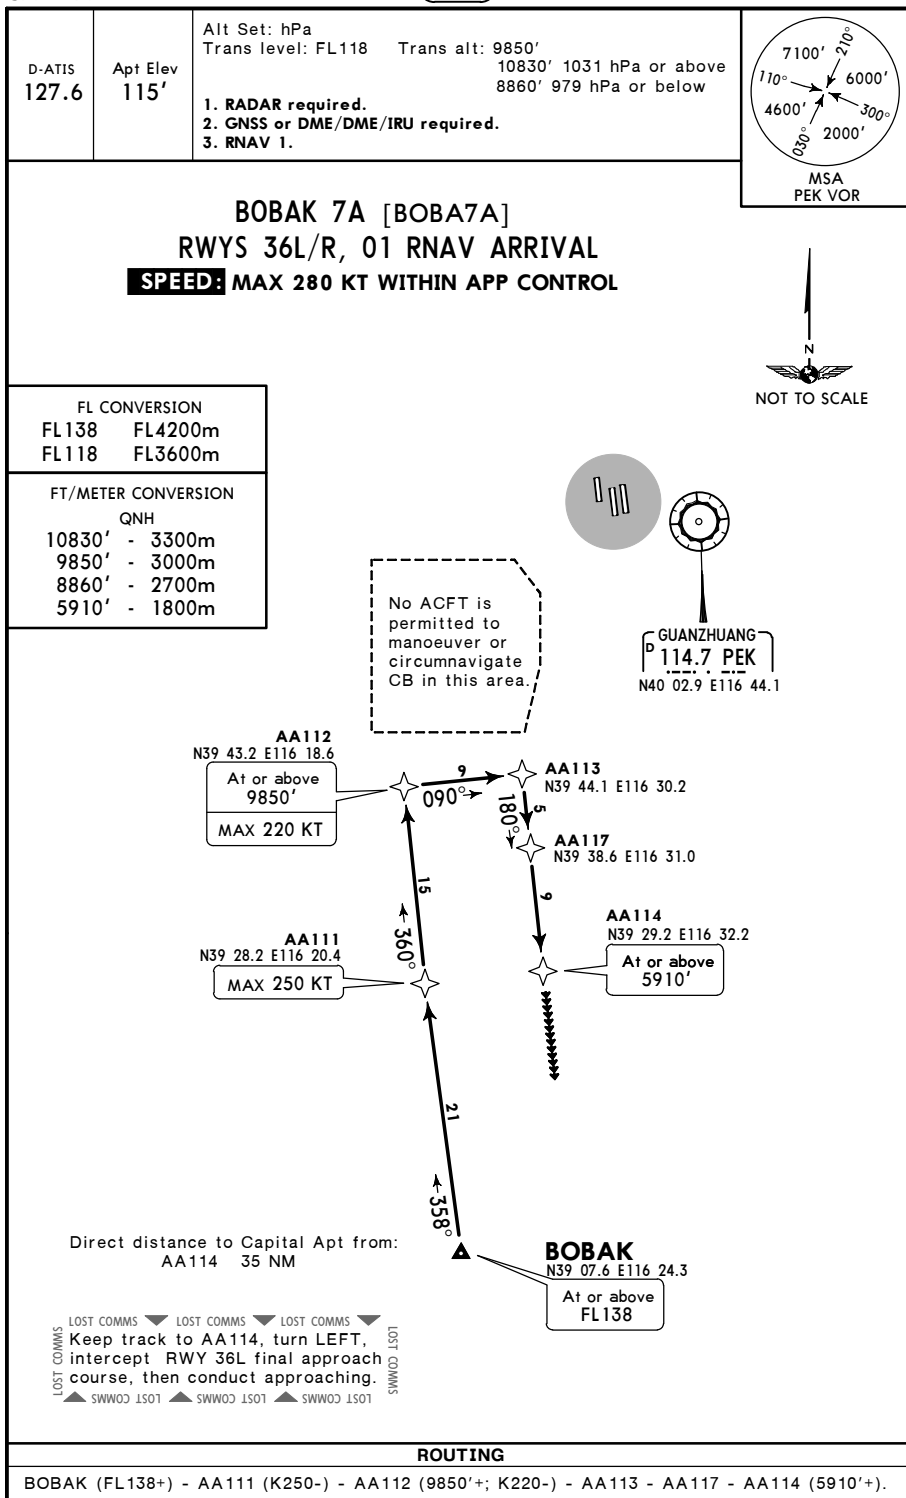 D-ATIS
127.6
Apt Elev
115'
Alt Set: hPa
Trans level: FL118 Trans alt: 9850'
10830' 1031 hPa or above
8860' 979 hPa or below
1. RADAR required.
2. GNSS or DME/DME/IRU required.
3. RNAV 1.
7100'
210°
110°
6000'
4600'
300°
030°
2000'
MSA
PEK VOR
BOBAK 7A [BOBA7A]
RWYS 36L/R, 01 RNAV ARRIVAL
SPEED: MAX 280 KT WITHIN APP CONTROL
N
NOT TO SCALE
FL CONVERSION
FL138 FL4200m
FL118 FL3600m
FT/METER CONVERSION
QNH
10830' - 3300m
9850' - 3000m
8860' - 2700m
5910' - 1800m
No ACFT is
permitted to
manoeuver or
circumnavigate
CB in this area.
GUANZHUANG
D 114.7 PEK
N40 02.9 E116 44.1
AA112
N39 43.2 E116 18.6
At or above
9850'
MAX 220 KT
9
090°
AA113
N39 44.1 E116 30.2
180°
5
AA117
N39 38.6 E116 31.0
15
9
360°
AA111
N39 28.2 E116 20.4
MAX 250 KT
AA114
N39 29.2 E116 32.2
At or above
5910'
21
358°
Direct distance to Capital Apt from:
AA114 35 NM
BOBAK
N39 07.6 E116 24.3
At or above
FL138
LOST COMMS LOST COMMS LOST COMMS
LOST COMMS
Keep track to AA114, turn LEFT,
intercept RWY 36L final approach
course, then conduct approaching.
LOST COMMS
LOST COMMS LOST COMMS LOST COMMS
ROUTING
BOBAK (FL138+) - AA111 (K250-) - AA112 (9850'+; K220-) - AA113 - AA117 - AA114 (5910'+).